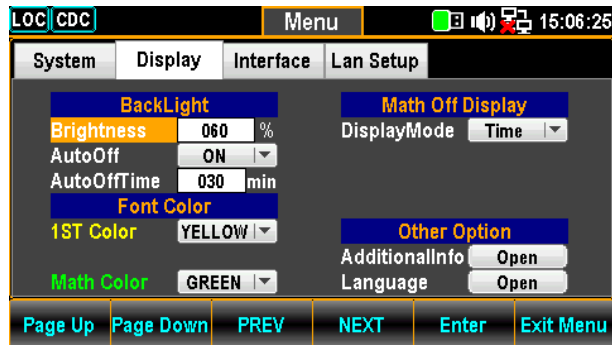 LOC CDC Menu 15:06:25
System Display Interface Lan Setup
BackLight
Brightness 060 %
AutoOff ON
AutoOffTime 030 min
Font Color
1ST Color YELLOW
Math Color GREEN
Math Off Display
DisplayMode Time
Other Option
AdditionalInfo Open
Language Open
Page Up Page Down PREV NEXT Enter Exit Menu